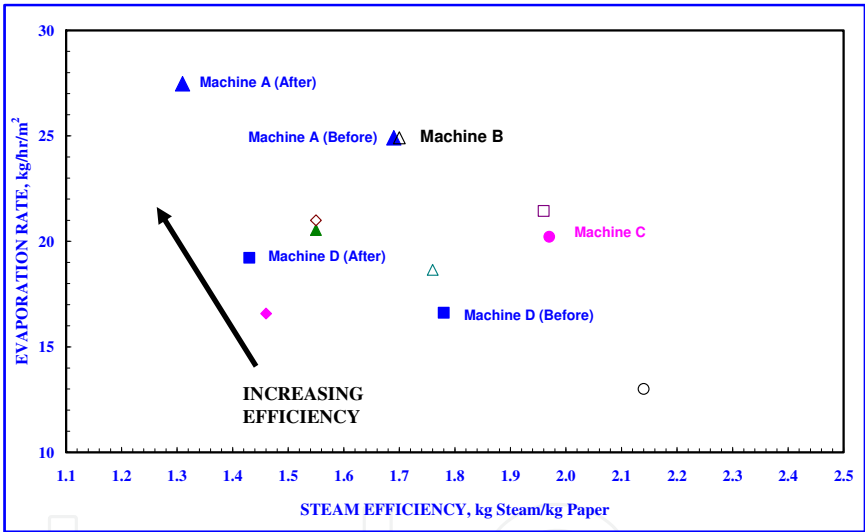 30
25
20
15
10
EVAPORATION RATE, kg/hr/m²
Machine A (After)
Machine A (Before)
Machine B
Machine C
Machine D (After)
Machine D (Before)
INCREASING
EFFICIENCY
1.1 1.2 1.3 1.4 1.5 1.6 1.7 1.8 1.9 2.0 2.1 2.2 2.3 2.4 2.5
STEAM EFFICIENCY, kg Steam/kg Paper